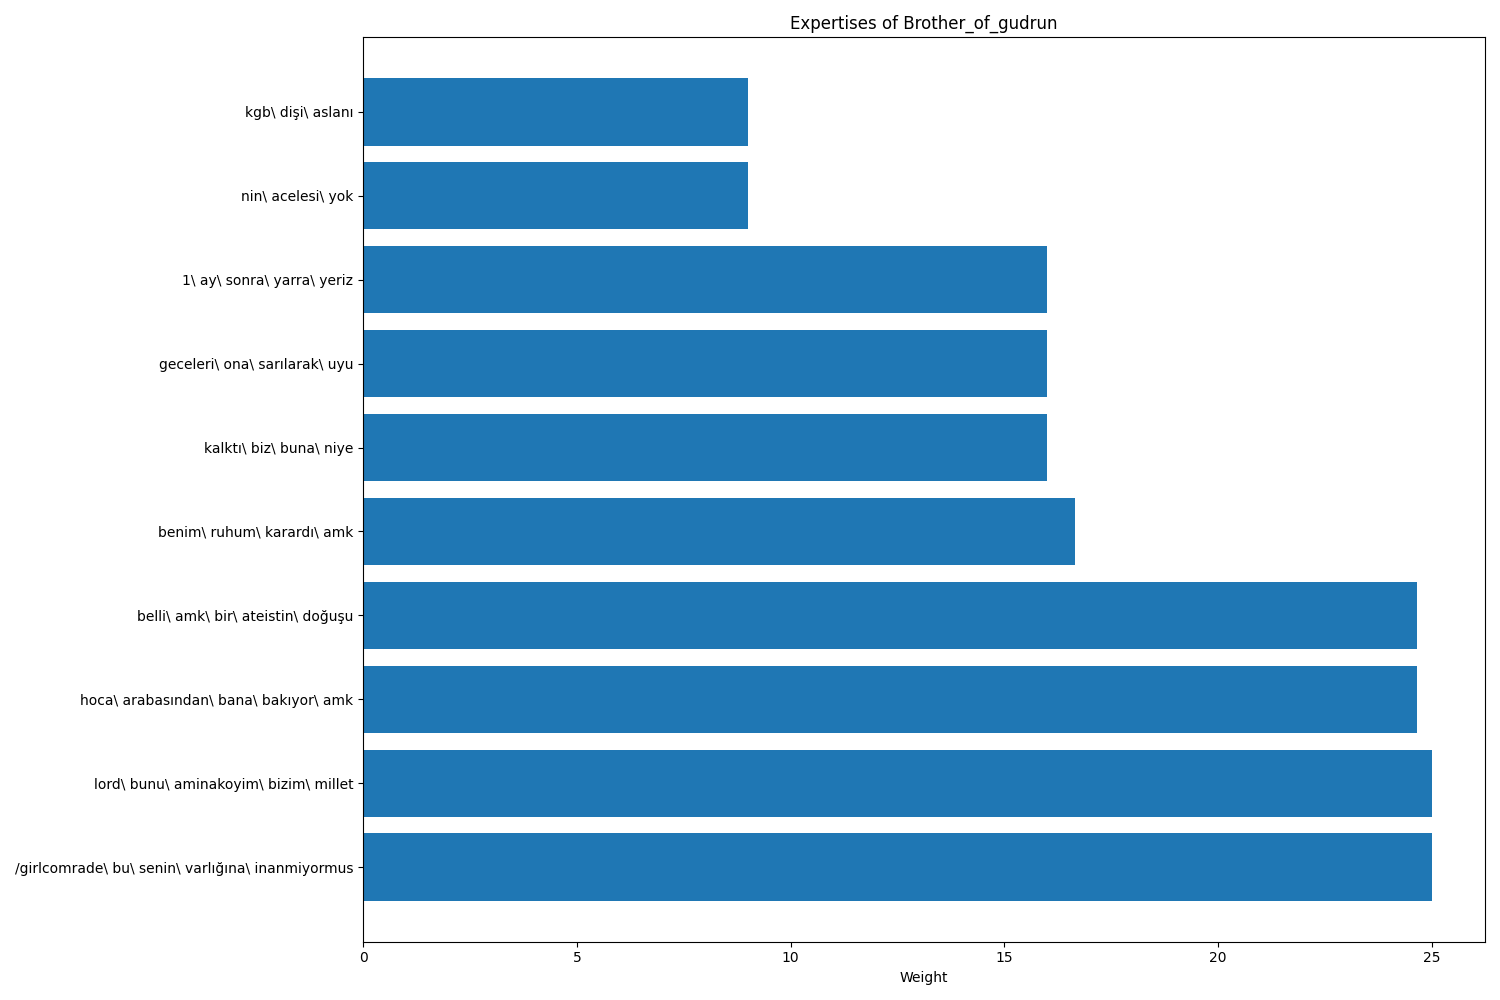 Expertises of Brother_of_gudrun
kgb\ dişi\ aslanı
nin\ acelesi\ yok
1\ ay\ sonra\ yarra\ yeriz
geceleri\ ona\ sarılarak\ uyu
kalktı\ biz\ buna\ niye
benim\ ruhum\ karardı\ amk
belli\ amk\ bir\ ateistin\ doğuşu
hoca\ arabasından\ bana\ bakıyor\ amk
lord\ bunu\ aminakoyim\ bizim\ millet
/girlcomrade\ bu\ senin\ varlığına\ inanmiyormus
0 5 10 15 20 25
Weight